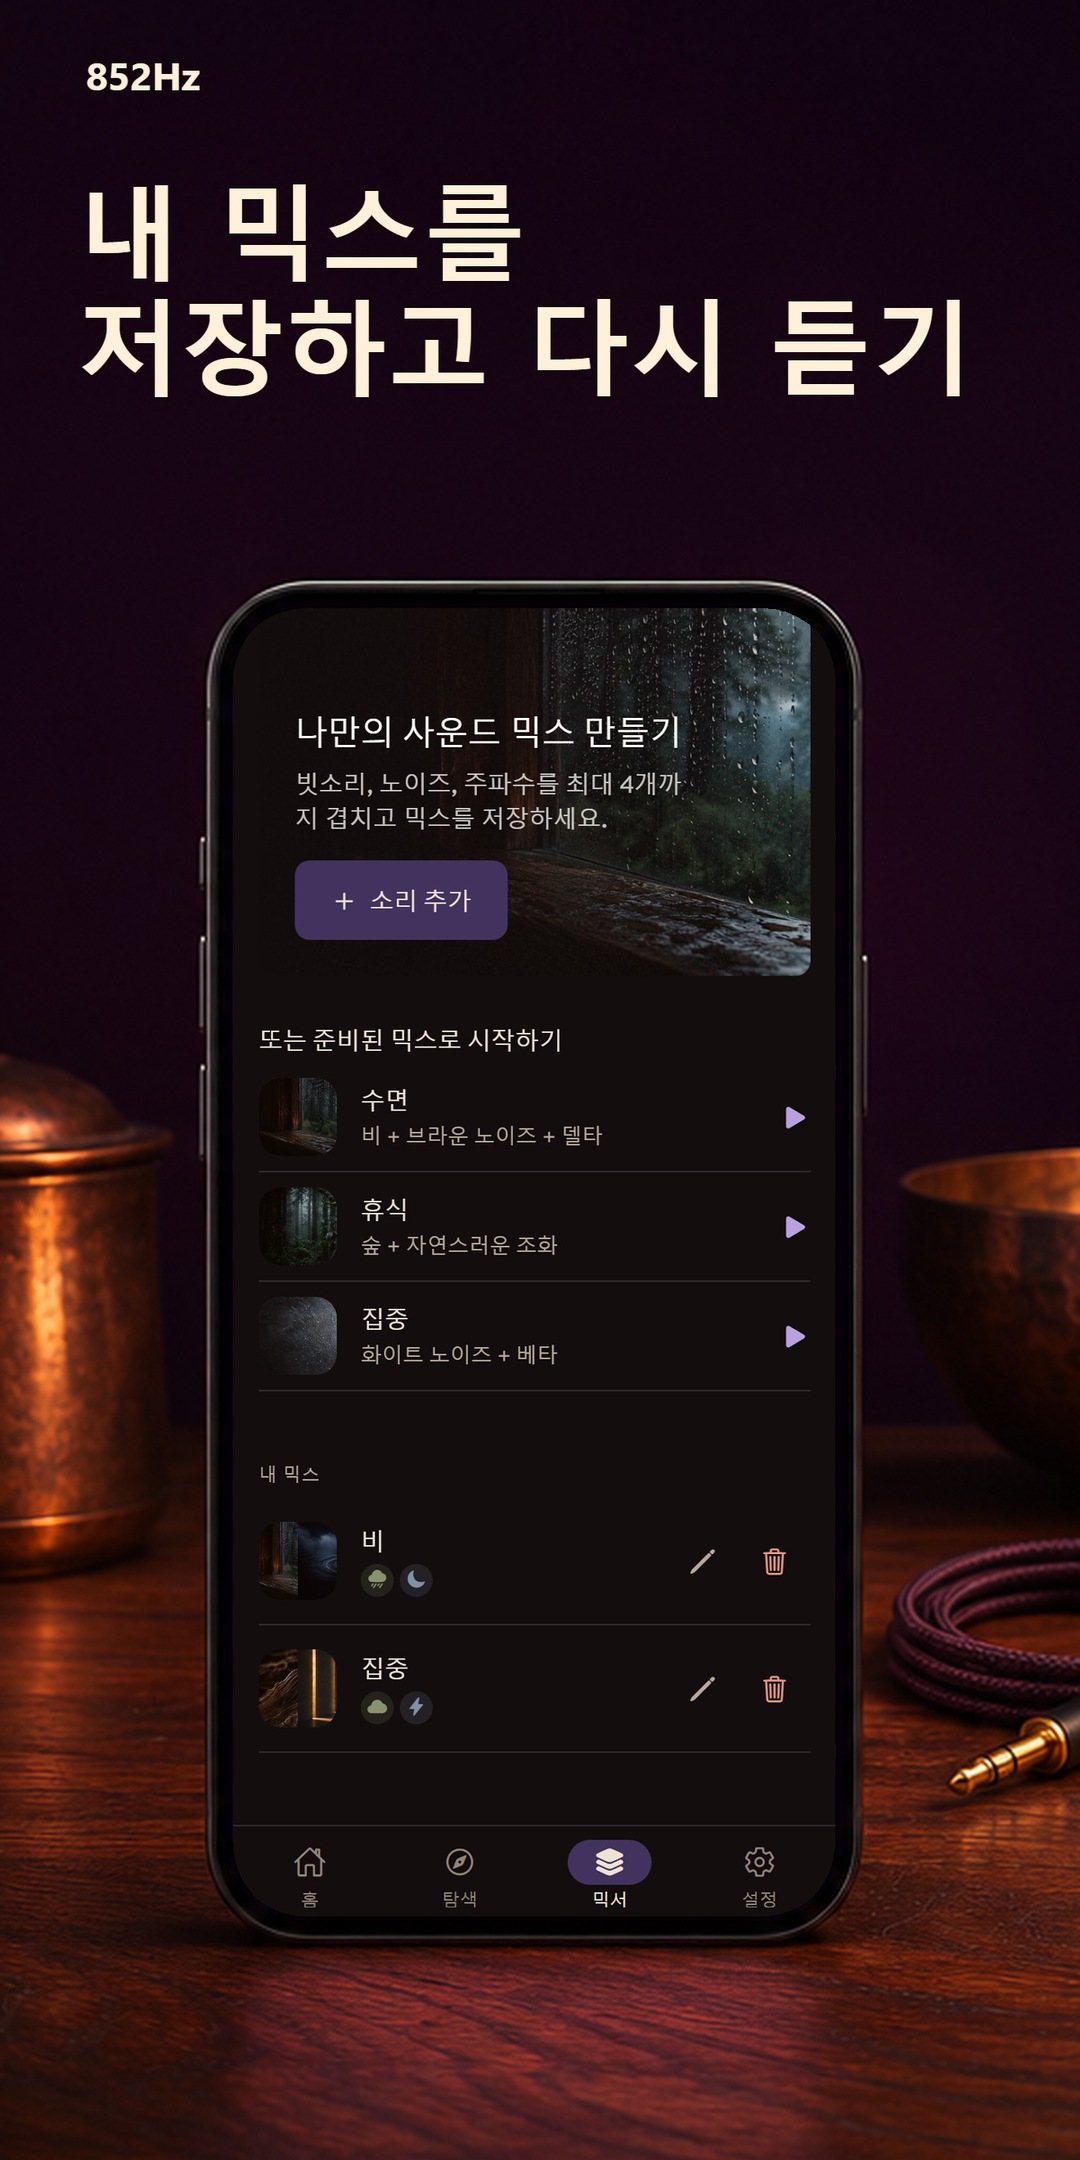 852Hz
내 믹스를
저장하고 다시 듣기
나만의 사운드 믹스 만들기
빗소리, 노이즈, 주파수를 최대 4개까
지 겹치고 믹스를 저장하세요.
+ 소리 추가
또는 준비된 믹스로 시작하기
수면
비 + 브라운 노이즈 + 델타
휴식
숲 + 자연스러운 조화
집중
화이트 노이즈 + 베타
내 믹스
비
집중
홈
탐색
믹서
설정